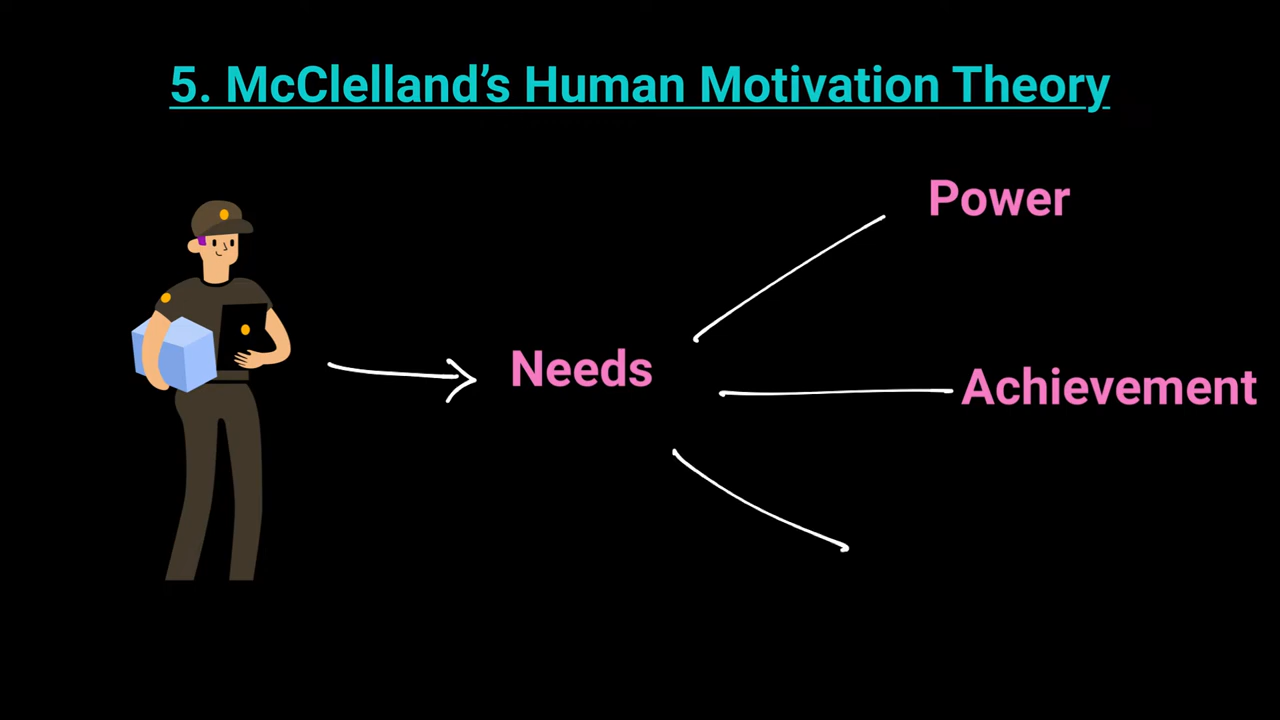 5. McClelland’s Human Motivation Theory
Power
Needs
Achievement